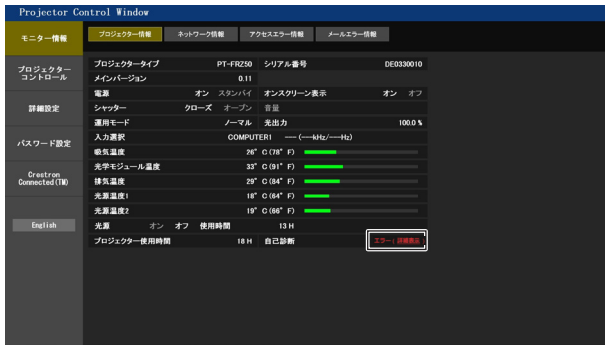 Projector Control Window
モニター情報
プロジェクター情報 ネットワーク情報 アクセスエラー情報 メールエラー情報
プロジェクター
コントロール
詳細設定
パスワード設定
Crestron
Connected(TM)
English
プロジェクタータイプ PT-FRZ50 シリアル番号 DE0330010
メインバージョン 0.11
電源 オン スタンバイ オンスクリーン表示 オン オフ
シャッター クローズ オープン 音量
運用モード ノーマル 光出力 100.0 %
入力選択 COMPUTER1 ---(---kHz/---Hz)
吸気温度 26° C (78° F)
光学モジュール温度 33° C (91° F)
排気温度 29° C (84° F)
光源温度1 18° C (64° F)
光源温度2 19° C (66° F)
光源 オン オフ 使用時間 13 H
プロジェクター使用時間 18 H 自己診断 エラー：詳細表示